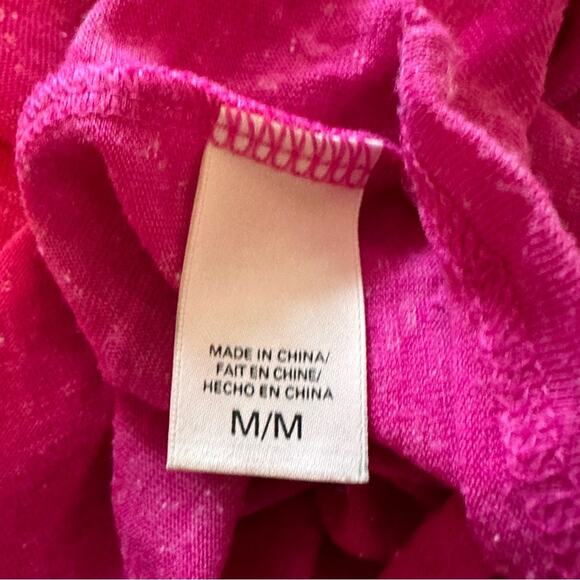 MADE IN CHINA/
FAIT EN CHINE/
HECHO EN CHINA
M/M